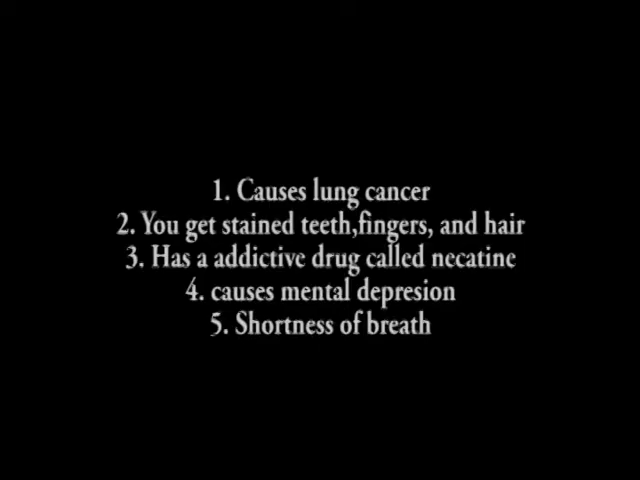 1. Causes lung cancer
2. You get stained teeth,fingers, and hair
3. Has a addictive drug called necatine
4. causes mental depresion
5. Shortness of breath